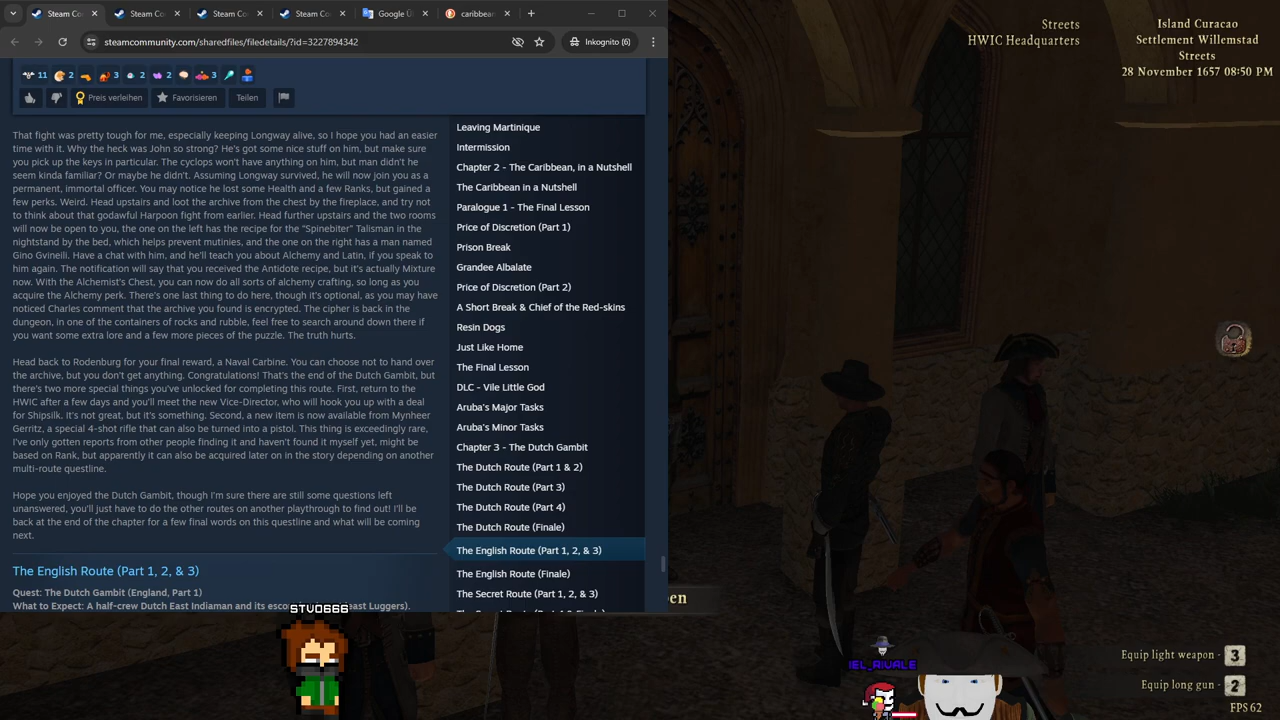 Steam Co
Steam Co
Steam Co
Steam Co
Google Ü
caribbea
steamcommunity.com/sharedfiles/filedetails/?id=3227894342
Inkognito (6)
11
2
3
2
2
3
Preis verleihen
Favorisieren
Teilen
That fight was pretty tough for me, especially keeping Longway alive, so I hope you had an easier
time with it. Why the heck was John so strong? He's got some nice stuff on him, but make sure
you pick up the keys in particular. The cyclops won't have anything on him, but man didn't he
seem kinda familiar? Or maybe he didn't. Assuming Longway survived, he will now join you as a
permanent, immortal officer. You may notice he lost some Health and a few Ranks, but gained a
few perks. Weird. Head upstairs and loot the archive from the chest by the fireplace, and try not
to think about that godawful Harpoon fight from earlier. Head further upstairs and the two rooms
will now be open to you, the one on the left has the recipe for the "Spinebiter" Talisman in the
nightstand by the bed, which helps prevent mutinies, and the one on the right has a man named
Gino Gvineili. Have a chat with him, and he'll teach you about Alchemy and Latin, if you speak to
him again. The notification will say that you received the Antidote recipe, but it's actually Mixture
now. With the Alchemist's Chest, you can now do all sorts of alchemy crafting, so long as you
acquire the Alchemy perk. There's one last thing to do here, though it's optional, as you may have
noticed Charles comment that the archive you found is encrypted. The cipher is back in the
dungeon, in one of the containers of rocks and rubble, feel free to search around down there if
you want some extra lore and a few more pieces of the puzzle. The truth hurts.
Head back to Rodenburg for your final reward, a Naval Carbine. You can choose not to hand over
the archive, but you don't get anything. Congratulations! That's the end of the Dutch Gambit, but
there's two more special things you've unlocked for completing this route. First, return to the
HWIC after a few days and you'll meet the new Vice-Director, who will hook you up with a deal
for Shipsilk. It's not great, but it's something. Second, a new item is now available from Mynheer
Gerritz, a special 4-shot rifle that can also be turned into a pistol. This thing is exceedingly rare,
I've only gotten reports from other people finding it and haven't found it myself yet, might be
based on Rank, but apparently it can also be acquired later on in the story depending on another
multi-route questline.
Hope you enjoyed the Dutch Gambit, though I'm sure there are still some questions left
unanswered, you'll just have to do the other routes on another playthrough to find out! I'll be
back at the end of the chapter for a few final words on this questline and what will be coming
next.
The English Route (Part 1, 2, & 3)
Quest: The Dutch Gambit (England, Part 1)
What to Expect: A half-crew Dutch East Indiaman and its esco
east Luggers).
Leaving Martinique
Intermission
Chapter 2 - The Caribbean, in a Nutshell
The Caribbean in a Nutshell
Paralogue 1 - The Final Lesson
Price of Discretion (Part 1)
Prison Break
Grandee Albalate
Price of Discretion (Part 2)
A Short Break & Chief of the Red-skins
Resin Dogs
Just Like Home
The Final Lesson
DLC - Vile Little God
Aruba's Major Tasks
Aruba's Minor Tasks
Chapter 3 - The Dutch Gambit
The Dutch Route (Part 1 & 2)
The Dutch Route (Part 3)
The Dutch Route (Part 4)
The Dutch Route (Finale)
The English Route (Part 1, 2, & 3)
The English Route (Finale)
The Secret Route (Part 1, 2, & 3)
Streets
HWIC Headquarters
Island Curacao
Settlement Willemstad
Streets
28 November 1657 08:50 PM
pen
STVO666
IEL_RIVALE
Equip light weapon - 3
Equip long gun - 2
FPS 62